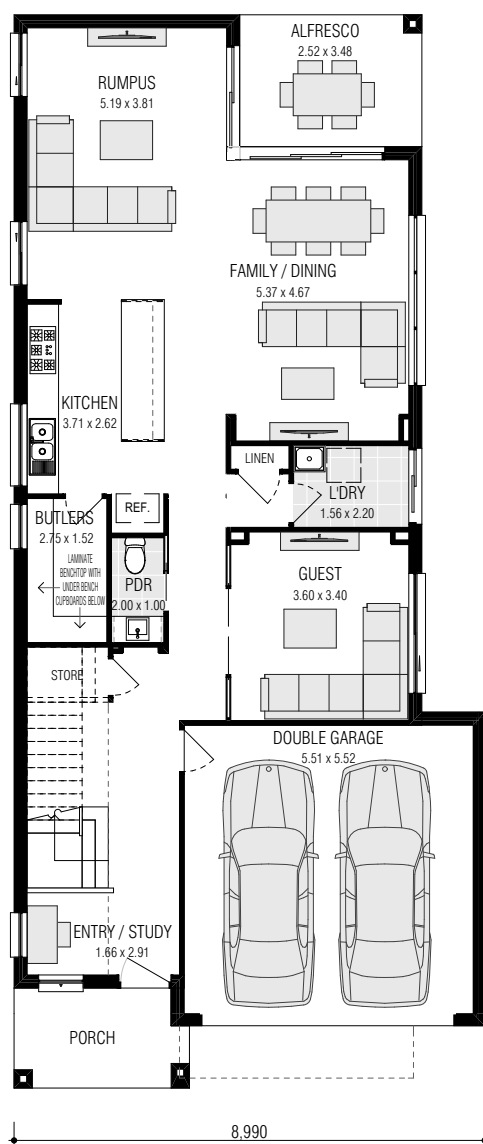 ALFRESCO
2.52 x 3.48
RUMPUS
5.19 x 3.81
FAMILY / DINING
5.37 x 4.67
KITCHEN
3.71 x 2.62
LINEN
L'DRY
1.56 x 2.20
REF.
BUTLERS
2.75 x 1.52
LAMINATE
BENCHTOP WITH
UNDER BENCH
CUPBOARDS BELOW
PDR
2.00 x 1.00
GUEST
3.60 x 3.40
STORE
DOUBLE GARAGE
5.51 x 5.52
ENTRY / STUDY
1.66 x 2.91
PORCH
8,990